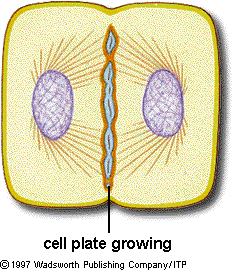 cell plate growing
© 1997 Wadsworth Publishing Company/ITP